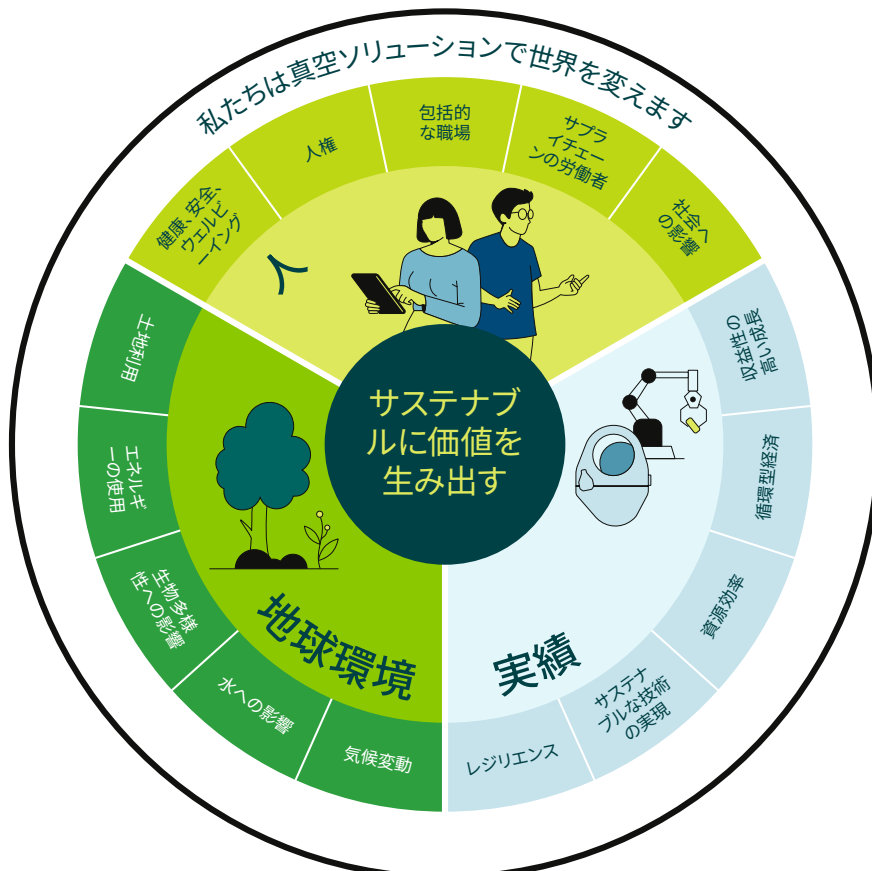 私たちは真空ソリューションで世界を変えます
健康、安全、
ウェルビ
ーイング
人権
包括的
な職場
サプラ
イチェー
ンの労働者
社会へ
の影響
人
収益性の
高い成長
循環型経済
資源効率
サステナ
ブルな技術
の実現
レジリエンス
実績
気候変動
水への影響
生物多様
性への影響
エネルギ
ーの使用
土地利用
地球環境
サステナブ
ルに価値を
生み出す